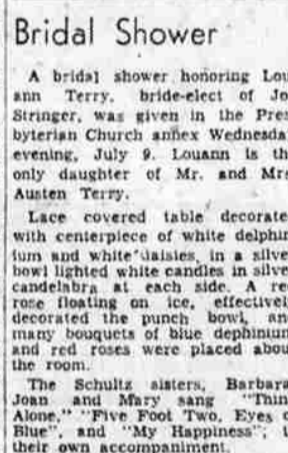 Bridal Shower
A bridal shower honoring Lou
ann Terry, bride-elect of Jo
Stringer, was given in the Pres
byterian Church annex Wednesda
evening, July 9. Louann is th
only daughter of Mr. and Mrs
Austen Terry.
Lace covered table decorate
with centerpiece of white delphin
ium and white daisies, in a silve
bowl lighted white candles in silve
candelabra at each side. A re
rose floating on ice, effectivel
decorated the punch bowl, an
many bouquets of blue dephinium
and red roses were placed abou
the room.
The Schultz sisters, Barbara
Joan and Mary sang "Thin
Alone," "Five Foot Two, Eyes o
Blue", and "My Happiness"; t
their own accompaniment.